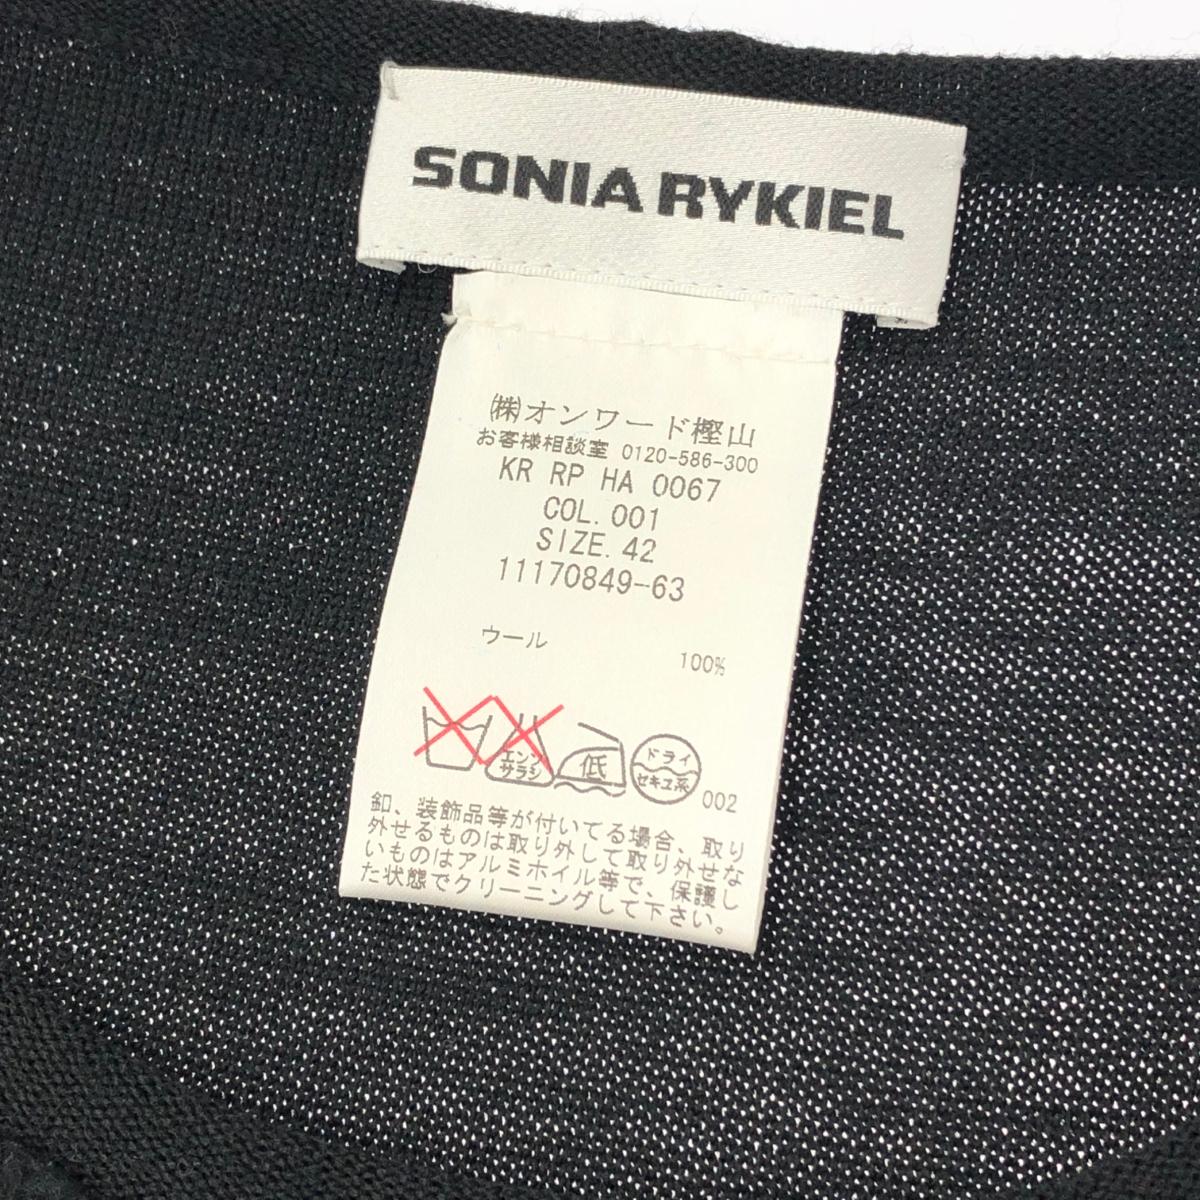 SONIA RYKIEL
㈱オンワード樫山
お客様相談室 0120-586-300
KR RP HA 0067
COL.001
SIZE.42
11170849-63
ウール 100%
エンソ
サラシ
低
ドライ
セキユ系
002
釦、装飾品等が付いてる場合、取り
外せるものは取り外して取り外せな
いものはアルミホイル等で、保護し
た状態でクリーニングして下さい。